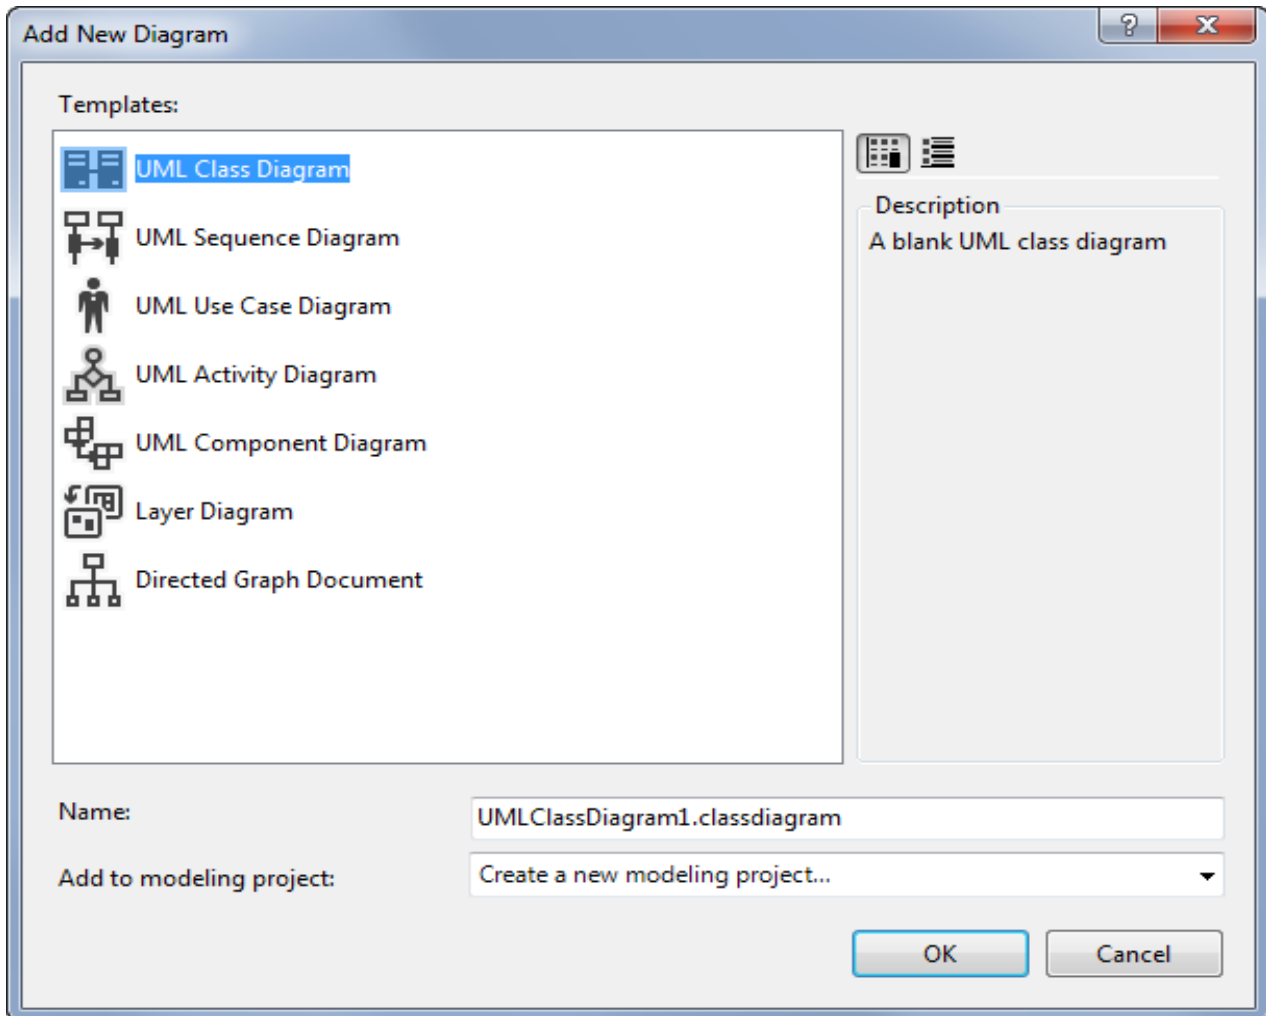 Add New Diagram
?
Templates:
UML Class Diagram
UML Sequence Diagram
UML Use Case Diagram
UML Activity Diagram
UML Component Diagram
Layer Diagram
Directed Graph Document
Description
A blank UML class diagram
Name:
UMLClassDiagram1.classdiagram
Add to modeling project:
Create a new modeling project...
OK
Cancel